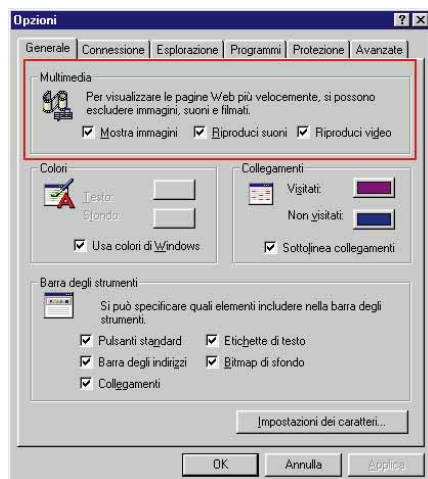 Opzioni
Generale Connessione Esplorazione Programmi Protezione Avanzate
Multimedia
Per visualizzare le pagine Web più velocemente, si possono
escludere immagini, suoni e filmati.
Mostra immagini Riproduci suoni Riproduci video
Colori
Testo:
Sfondo:
Usa colori di Windows
Collegamenti
Visitati:
Non visitati:
Sottolinea collegamenti
Barra degli strumenti
Si può specificare quali elementi includere nella barra degli
strumenti.
Pulsanti standard Etichette di testo
Barra degli indirizzi Bitmap di sfondo
Collegamenti
Impostazioni dei caratteri...
OK Annulla Applica